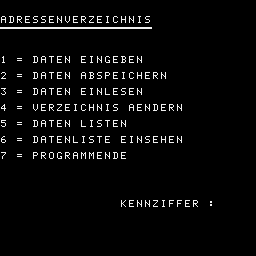 ADRESSENVERZEICHNIS
1 = DATEN EINGEBEN
2 = DATEN ABSPEICHERN
3 = DATEN EINLESEN
4 = VERZEICHNIS AENDERN
5 = DATEN LISTEN
6 = DATENLISTE EINSEHEN
7 = PROGRAMMENDE
KENNZIFFER :